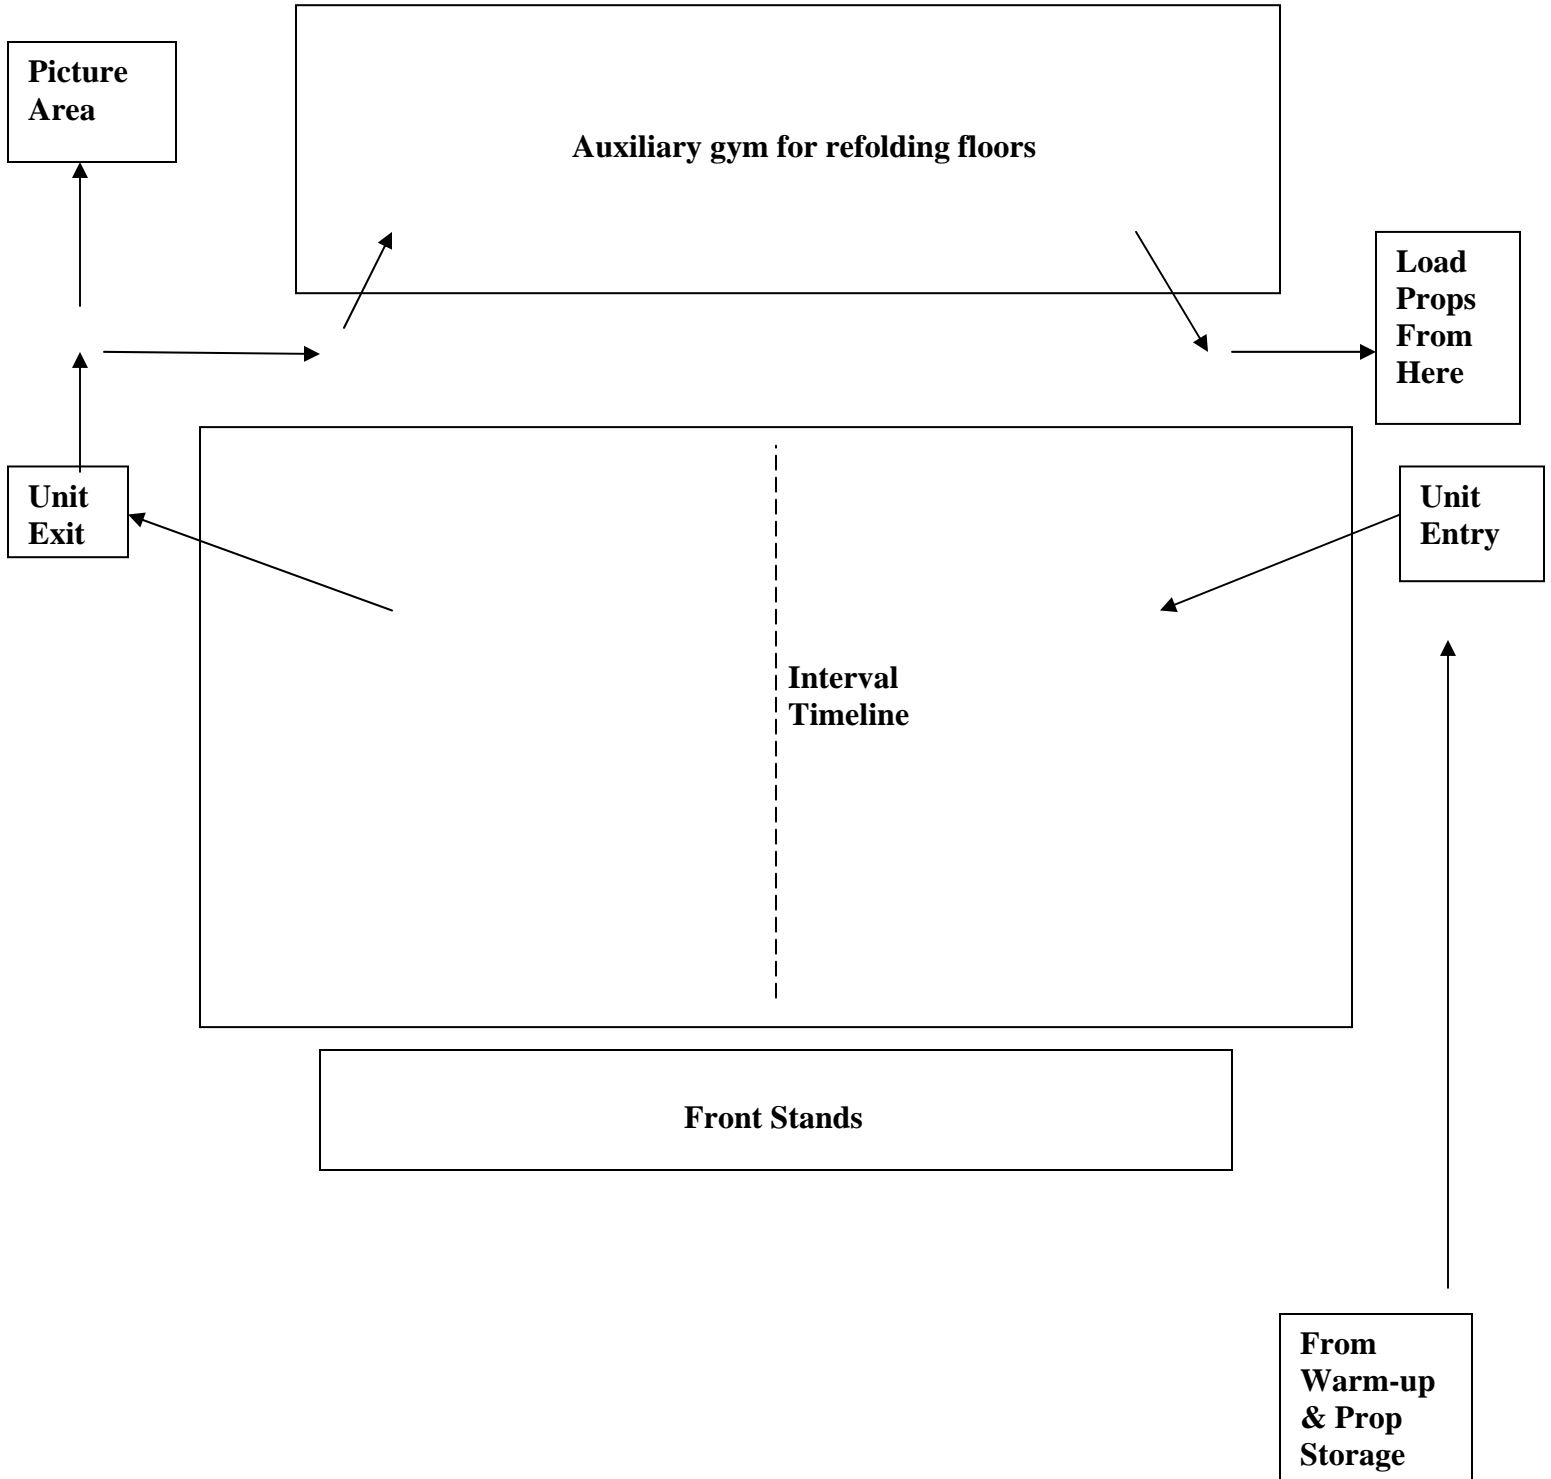 Picture
Area
Auxiliary gym for refolding floors
Load
Props
From
Here
Unit
Exit
Unit
Entry
Interval
Timeline
Front Stands
From
Warm-up
& Prop
Storage